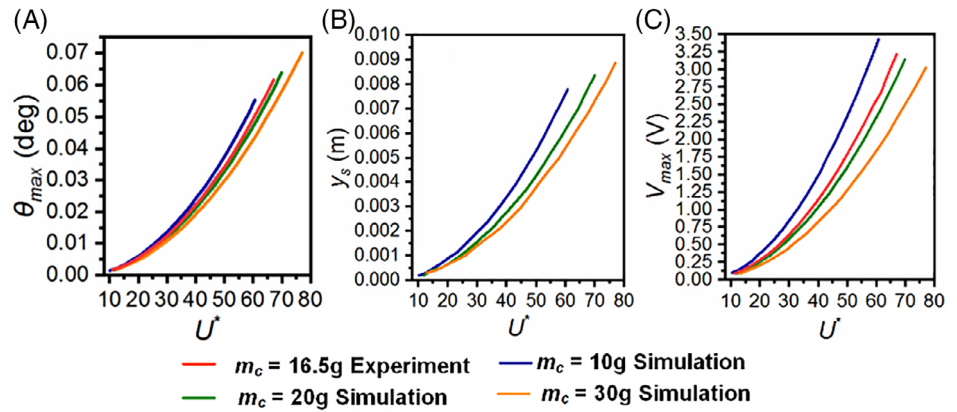 (A) (B) (C)
0.07
0.06
0.05
0.04
0.03
0.02
0.01
0.00
θmax (deg)
10 20 30 40 50 60 70 80
U*
0.010
0.009
0.008
0.007
0.006
0.005
0.004
0.003
0.002
0.001
0.000
ys (m)
10 20 30 40 50 60 70 80
U*
3.50
3.25
3.00
2.75
2.50
2.25
2.00
1.75
1.50
1.25
1.00
0.75
0.50
0.25
0.00
Vmax (V)
10 20 30 40 50 60 70 80
U*
mc = 16.5g Experiment
mc = 10g Simulation
mc = 20g Simulation
mc = 30g Simulation